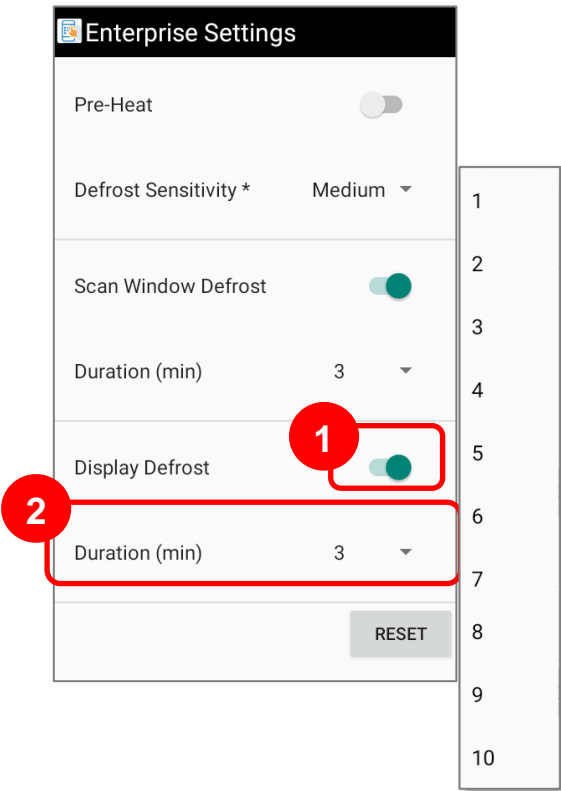 Enterprise Settings
Pre-Heat
Defrost Sensitivity * Medium
Scan Window Defrost
Duration (min) 3
1
Display Defrost
2
Duration (min) 3
RESET
1
2
3
4
5
6
7
8
9
10